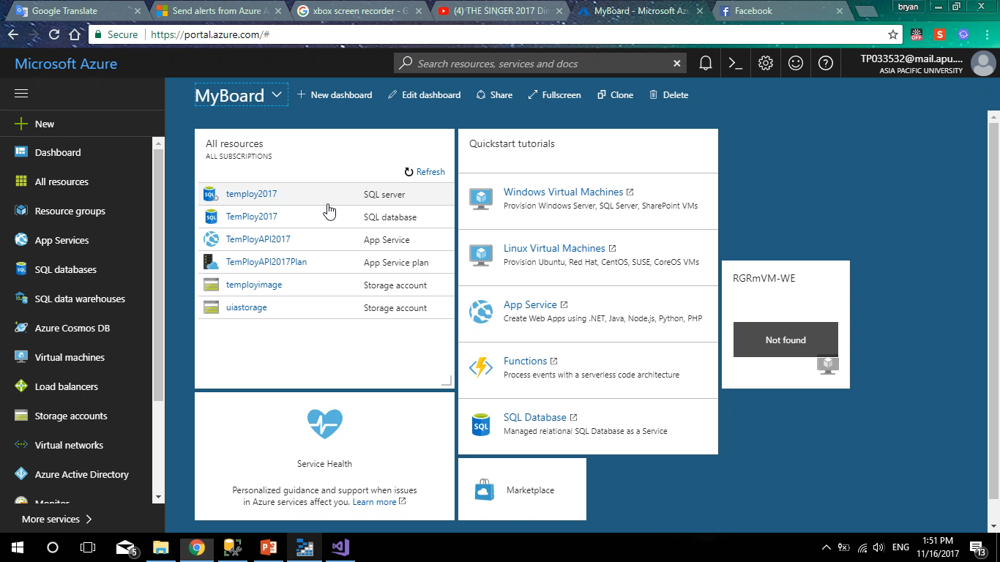 Google Translate
Send alerts from Azure A
xbox screen recorder - G
(4) THE SINGER 2017 Dim
MyBoard - Microsoft Azu
Facebook
bryan
Secure
https://portal.azure.com/#
OFF
S
Microsoft Azure
Search resources, services and docs
TP033532@mail.apu....
ASIA PACIFIC UNIVERSITY
MyBoard
New dashboard
Edit dashboard
Share
Fullscreen
Clone
Delete
New
Dashboard
All resources
Resource groups
App Services
SQL databases
SQL data warehouses
Azure Cosmos DB
Virtual machines
Load balancers
Storage accounts
Virtual networks
Azure Active Directory
Monitor
More services
All resources
ALL SUBSCRIPTIONS
Refresh
temploy2017 SQL server
TemPloy2017 SQL database
TemPloyAPI2017 App Service
TemPloyAPI2017Plan App Service plan
temployimage Storage account
uiastorage Storage account
Service Health
Personalized guidance and support when issues
in Azure services affect you. Learn more
Quickstart tutorials
Windows Virtual Machines
Provision Windows Server, SQL Server, SharePoint VMs
Linux Virtual Machines
Provision Ubuntu, Red Hat, CentOS, SUSE, CoreOS VMs
App Service
Create Web Apps using .NET, Java, Node.js, Python, PHP
Functions
Process events with a serverless code architecture
SQL Database
Managed relational SQL Database as a Service
Marketplace
RGRmVM-WE
Not found
5
ENG
1:51 PM
11/16/2017
13